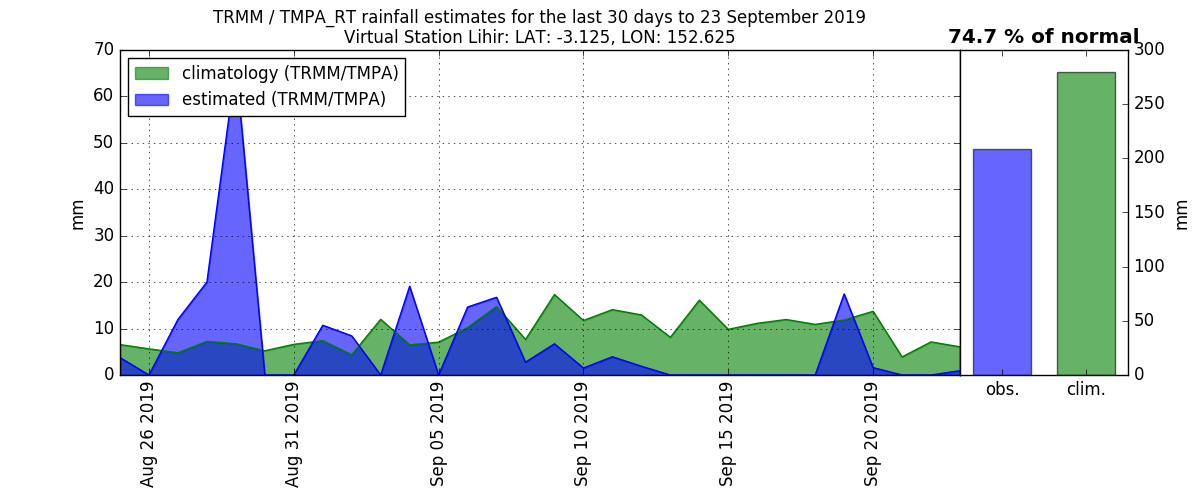 TRMM / TMPA_RT rainfall estimates for the last 30 days to 23 September 2019
Virtual Station Lihir: LAT: -3.125, LON: 152.625
74.7 % of normal
climatology (TRMM/TMPA)
estimated (TRMM/TMPA)
70
60
50
40
30
20
10
0
mm
Aug 26 2019
Aug 31 2019
Sep 05 2019
Sep 10 2019
Sep 15 2019
Sep 20 2019
obs.
clim.
300
250
200
150
100
50
0
mm